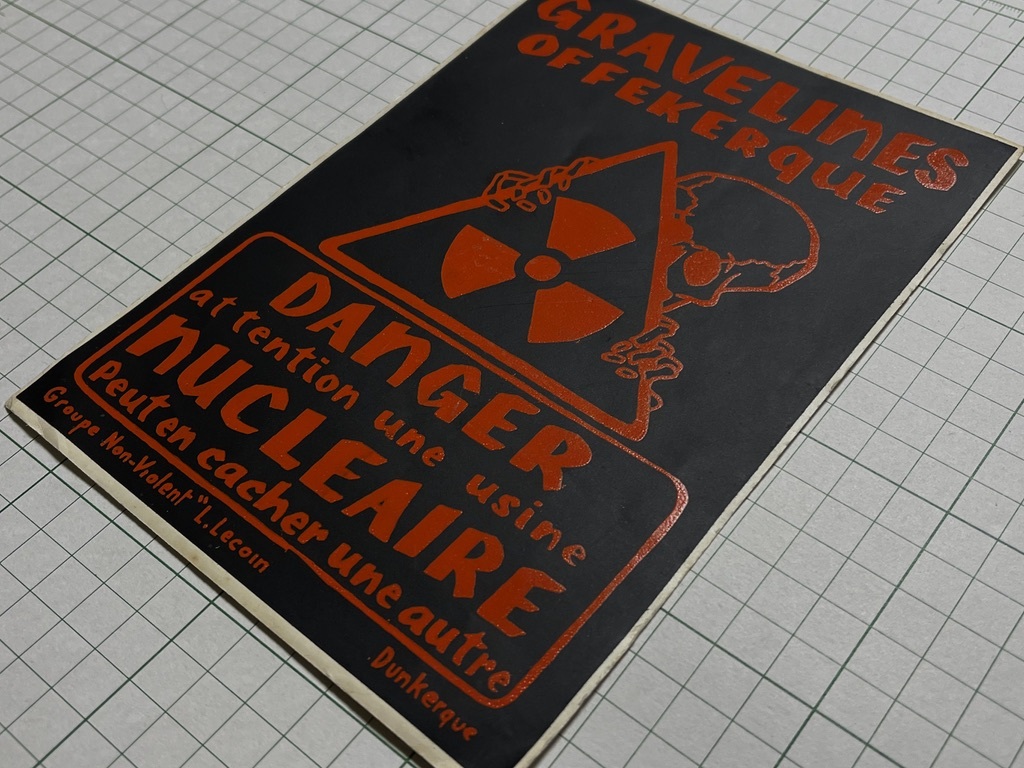 GRAVELINES
OFFEKERQUE
DANGER
attention une usine
NUCLEAIRE
Peut en cacher une autre
Groupe Non-Violent "L. Lecoin
Dunkerque